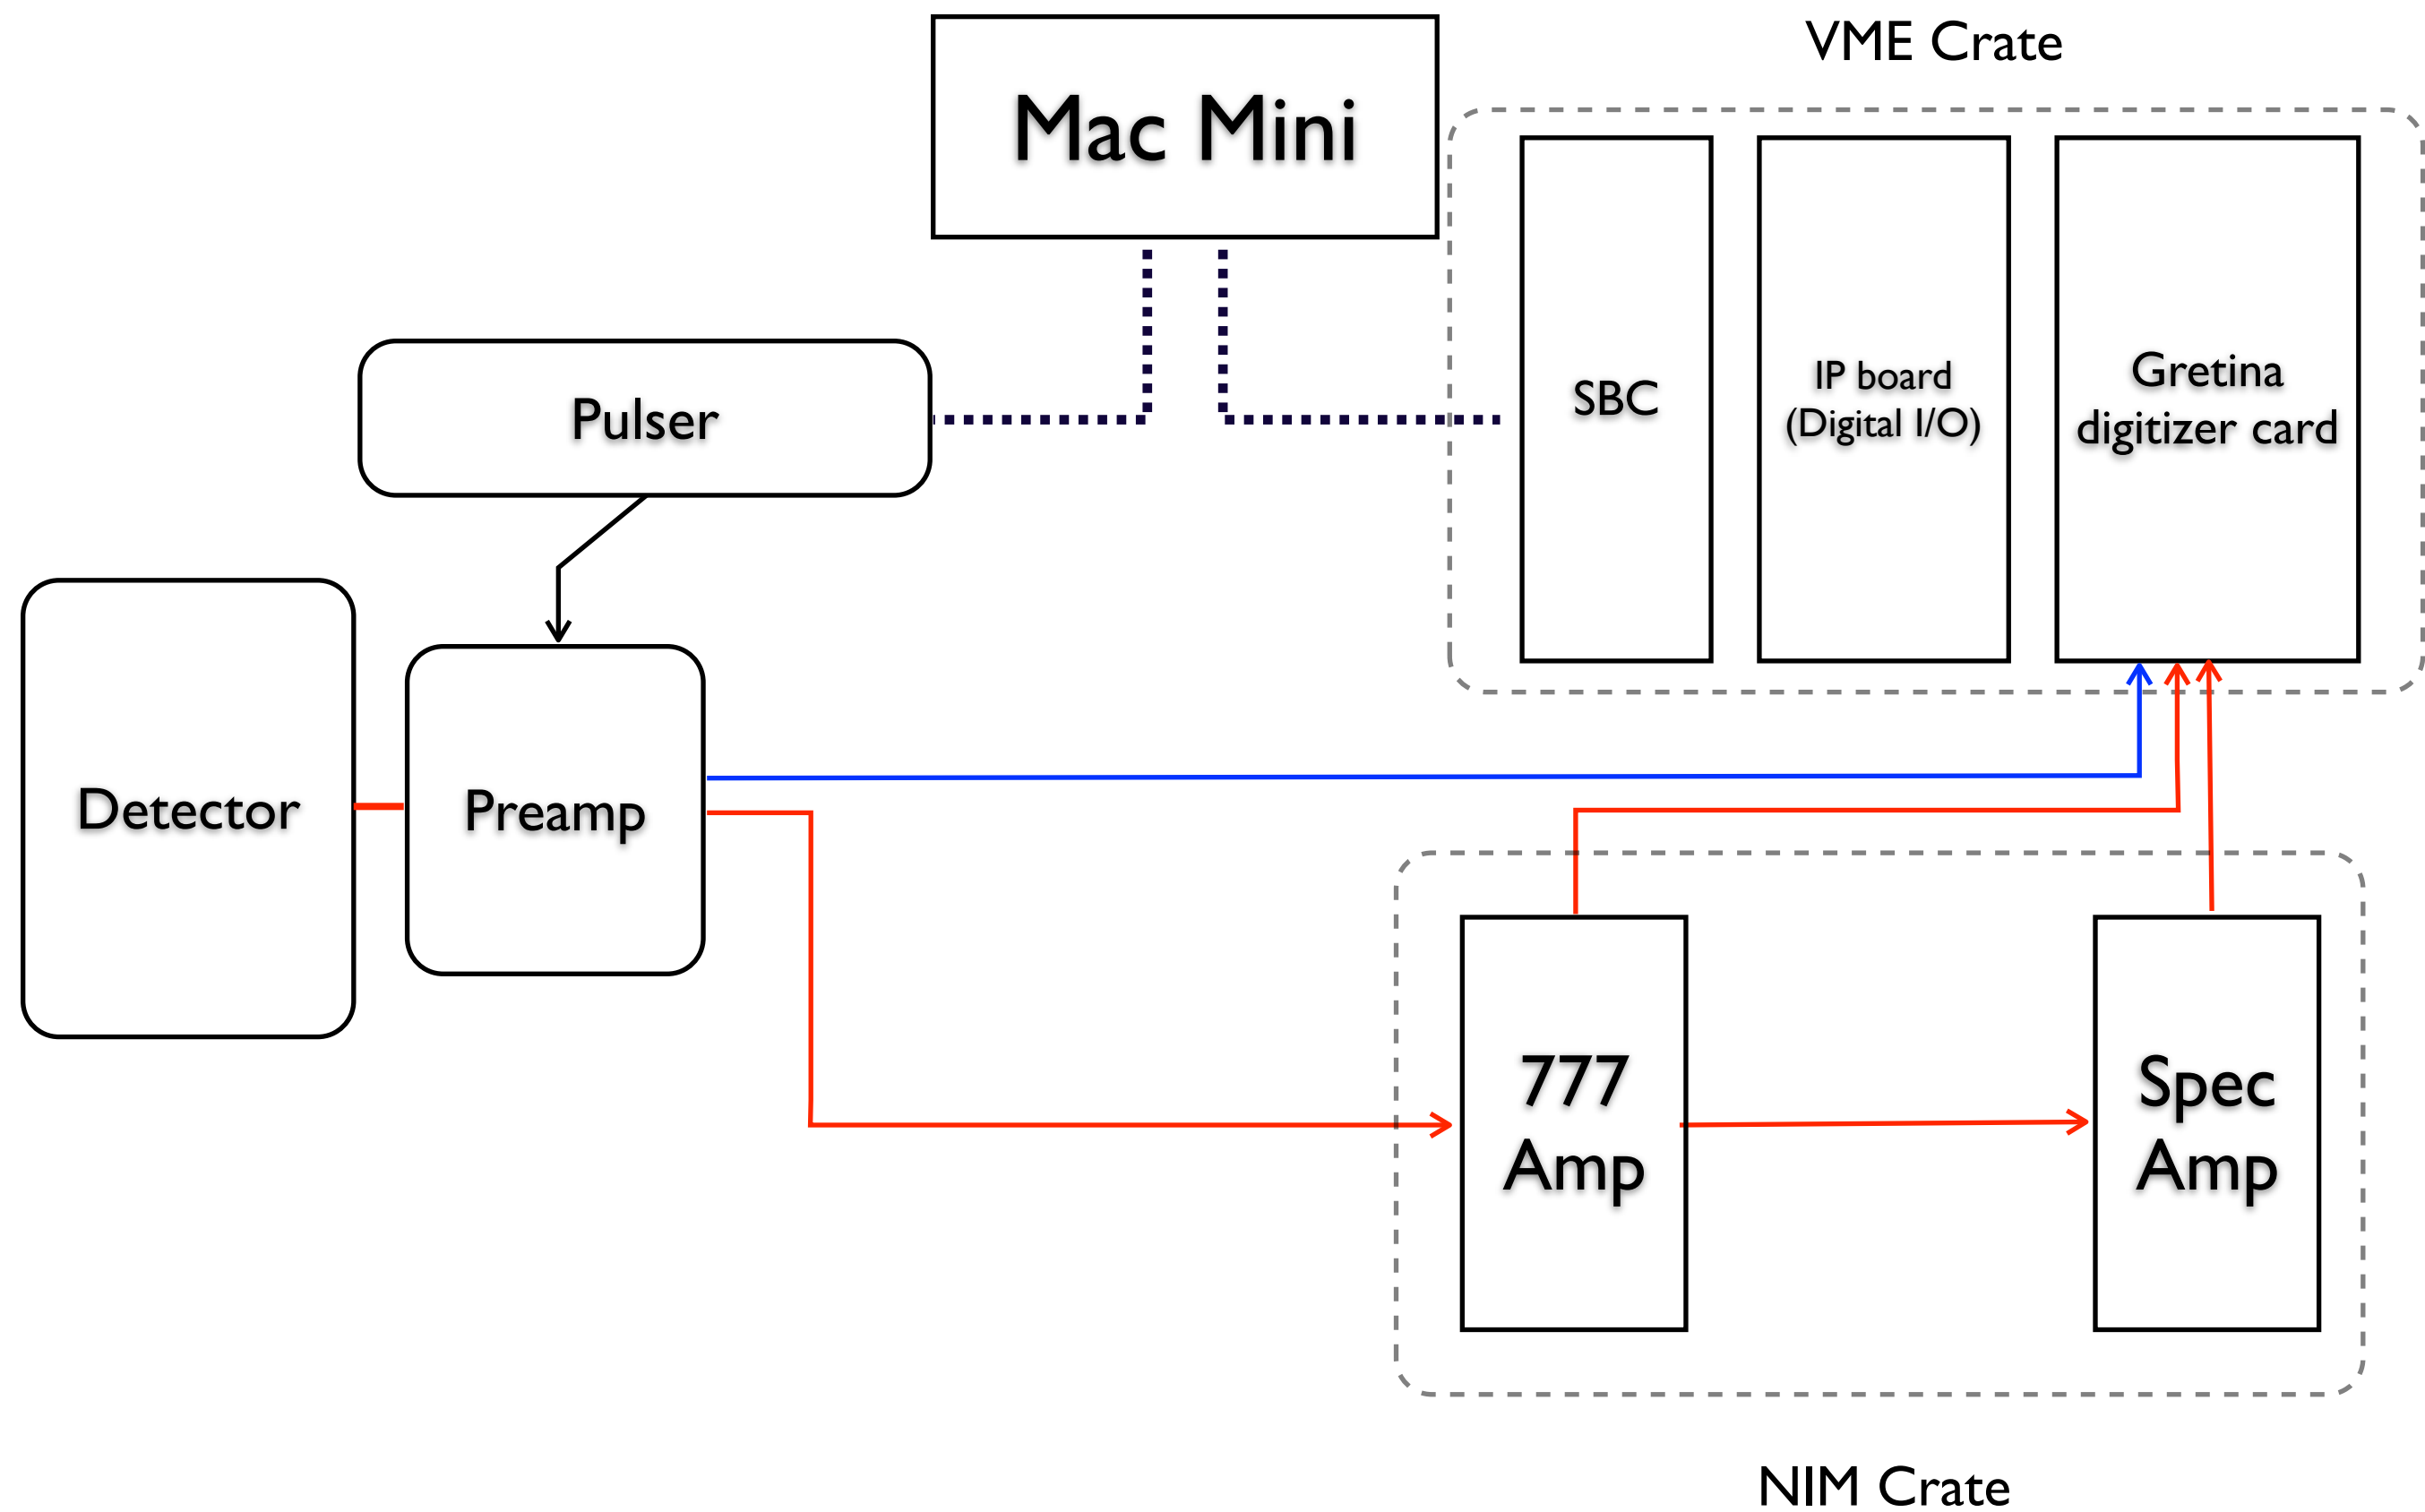 VME Crate
Mac Mini
SBC
IP board
(Digital I/O)
Gretina
digitizer card
Pulser
Detector
Preamp
777
Amp
Spec
Amp
NIM Crate